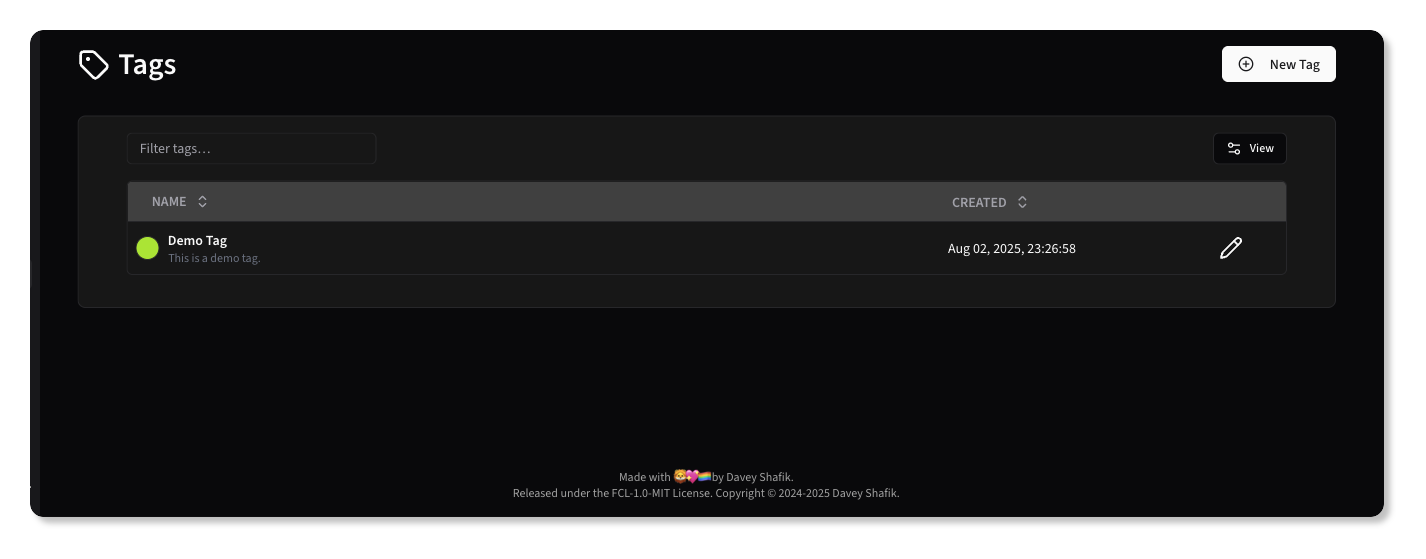 Tags
New Tag
Filter tags...
View
NAME
CREATED
Demo Tag
This is a demo tag.
Aug 02, 2025, 23:26:58
Made with 🦁💖🏳️‍🌈by Davey Shafik.
Released under the FCL-1.0-MIT License. Copyright © 2024-2025 Davey Shafik.